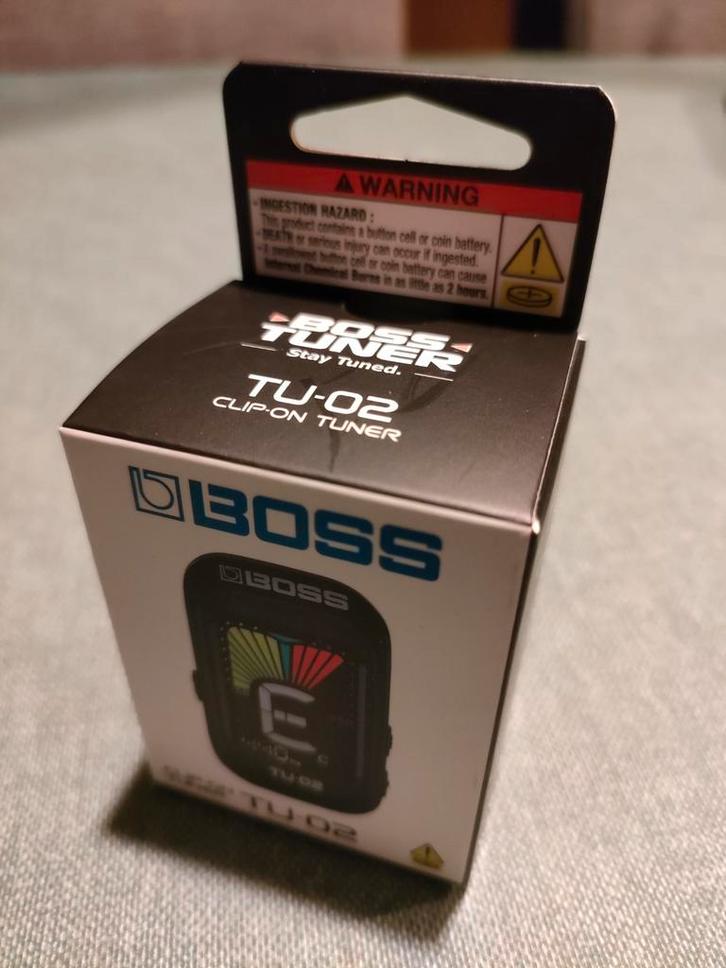 ⚠ WARNING
- INGESTION HAZARD :
This product contains a button cell or coin battery.
- DEATH or serious injury can occur if ingested.
- A swallowed button cell or coin battery can cause
Internal Chemical Burns in as little as 2 hours.
BOSS
TUNER
Stay Tuned.
TU-02
CLIP-ON TUNER
BOSS
BOSS
E
TU-02
CLIP-ON
TU-02